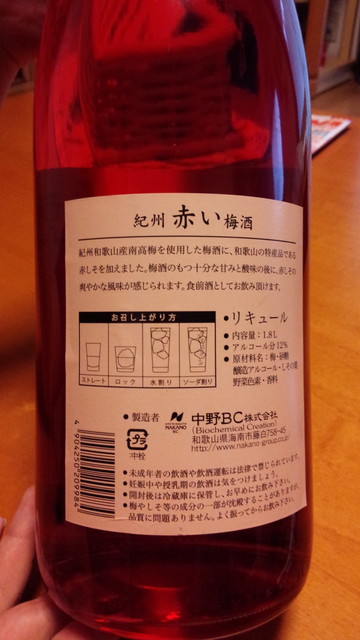 紀州 赤い梅酒
紀州和歌山産南高梅を使用した梅酒に、和歌山の特産品である
赤しそを加えました。梅酒のもつ十分な甘みと酸味の後に、赤しその
爽やかな風味が感じられます。食前酒としてお飲み頂けます。
お召し上がり方
ストレート ロック 水割り ソーダ割り
●リキュール
●内容量：1.8L
●アルコール分12%
●原材料名：梅・砂糖
醸造アルコール・しその葉
野菜色素・香料
●製造者
NAKANO BC
中野BC株式会社
(Biochemical Creation)
和歌山県海南市藤白758-45
http://www.nakano-group.co.jp
プラ
中栓
4904250209984
●未成年者の飲酒や飲酒運転は法律で禁じられています。
●妊娠中や授乳期の飲酒は気をつけましょう。
●開封後は冷蔵庫に保管し、お早めにお飲み下さい。
●梅やしそ等の成分の一部が沈殿することがありますが、
品質に問題ありません。よく振ってからお飲み下さい。